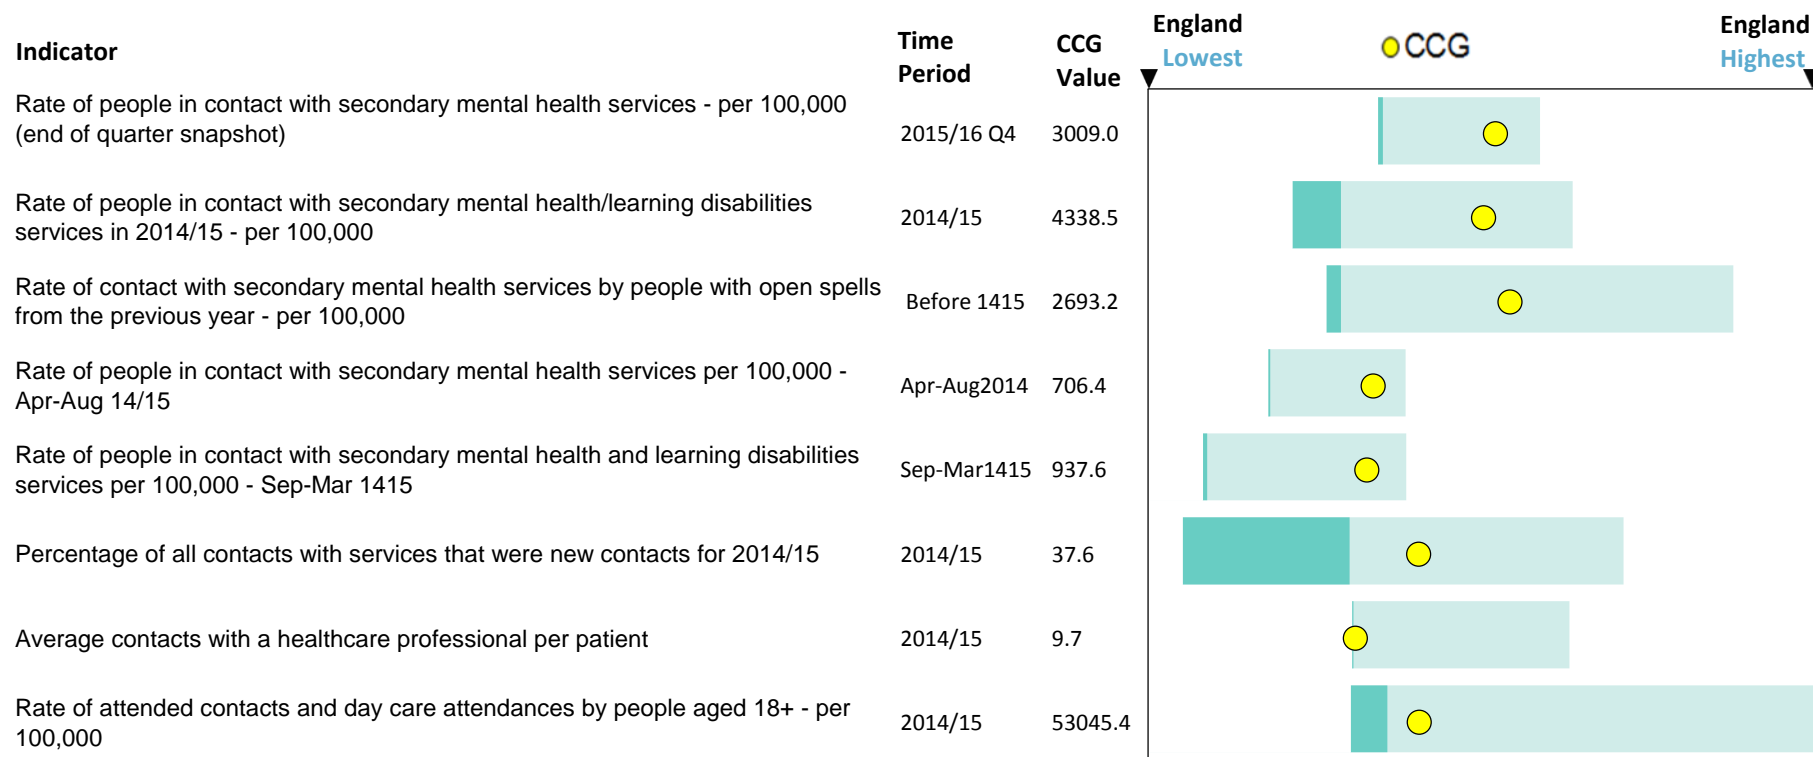 Indicator
Time
Period
CCG
Value
England
Lowest
CCG
England
Highest
Rate of people in contact with secondary mental health services - per 100,000
(end of quarter snapshot)
2015/16 Q4 3009.0
Rate of people in contact with secondary mental health/learning disabilities
services in 2014/15 - per 100,000
2014/15 4338.5
Rate of contact with secondary mental health services by people with open spells
from the previous year - per 100,000
Before 1415 2693.2
Rate of people in contact with secondary mental health services per 100,000 -
Apr-Aug 14/15
Apr-Aug2014 706.4
Rate of people in contact with secondary mental health and learning disabilities
services per 100,000 - Sep-Mar 1415
Sep-Mar1415 937.6
Percentage of all contacts with services that were new contacts for 2014/15 2014/15 37.6
Average contacts with a healthcare professional per patient 2014/15 9.7
Rate of attended contacts and day care attendances by people aged 18+ - per
100,000
2014/15 53045.4